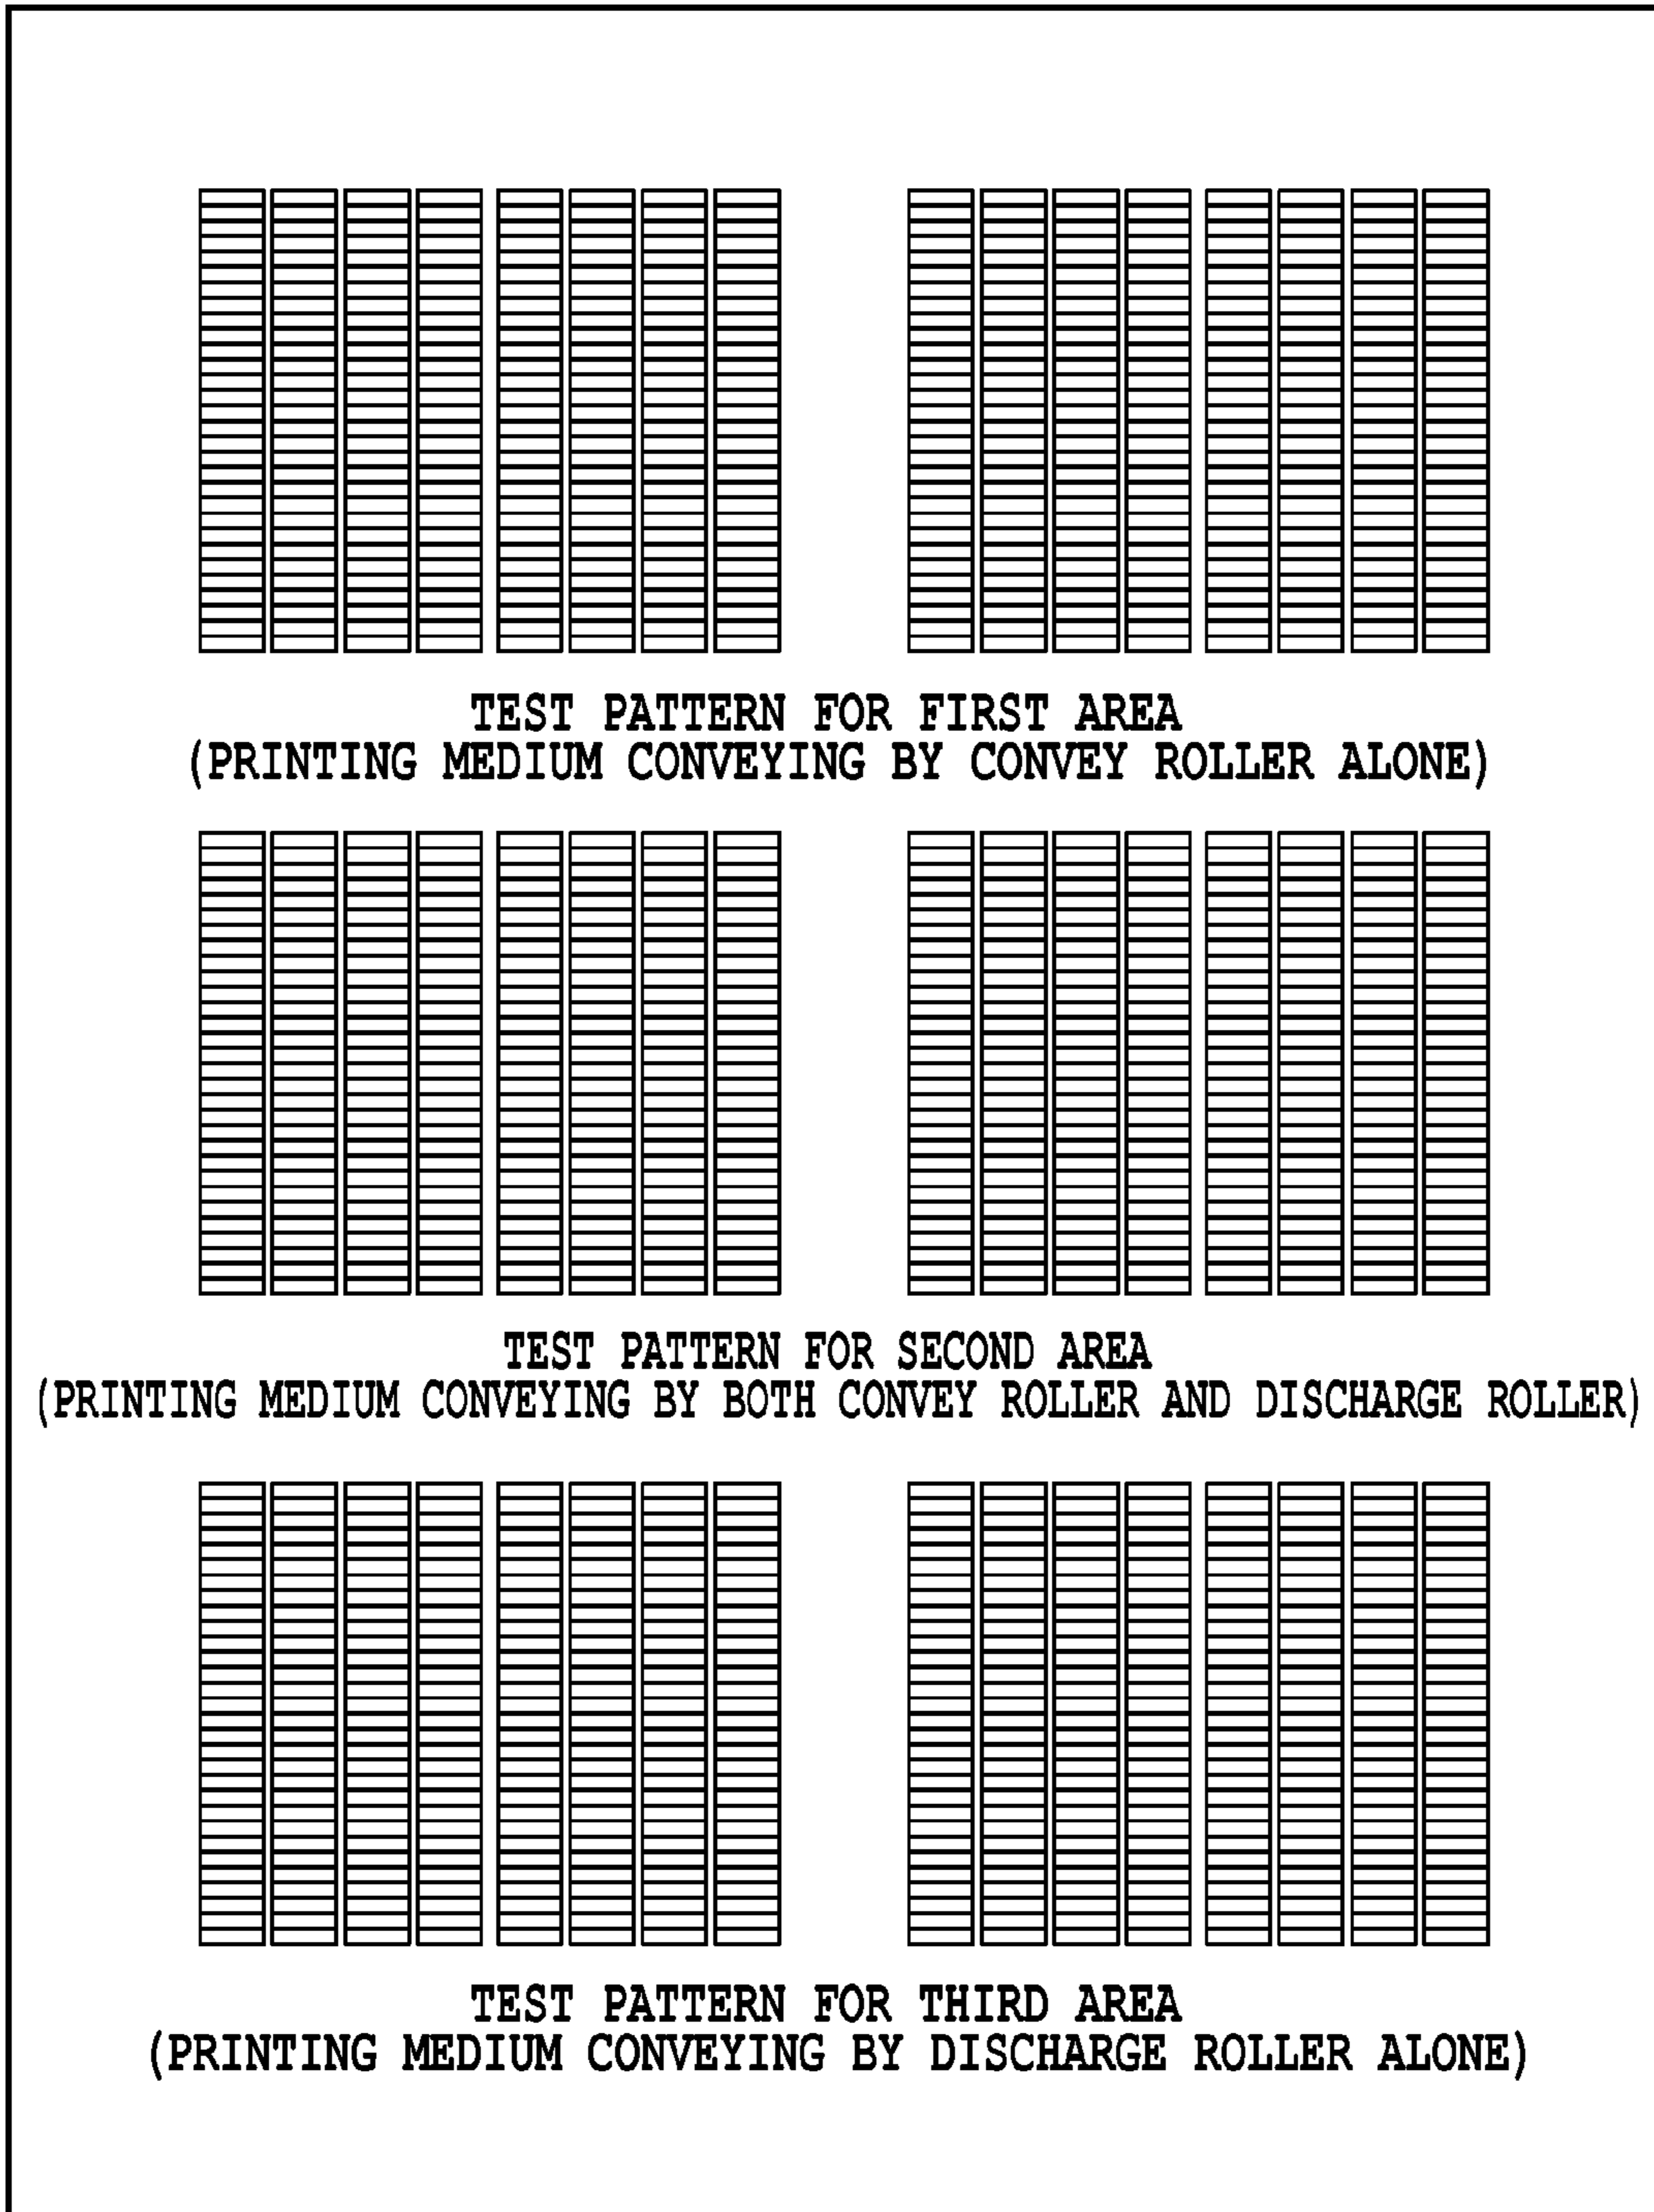 TEST PATTERN FOR FIRST AREA
(PRINTING MEDIUM CONVEYING BY CONVEY ROLLER ALONE)
TEST PATTERN FOR SECOND AREA
(PRINTING MEDIUM CONVEYING BY BOTH CONVEY ROLLER AND DISCHARGE ROLLER)
TEST PATTERN FOR THIRD AREA
(PRINTING MEDIUM CONVEYING BY DISCHARGE ROLLER ALONE)